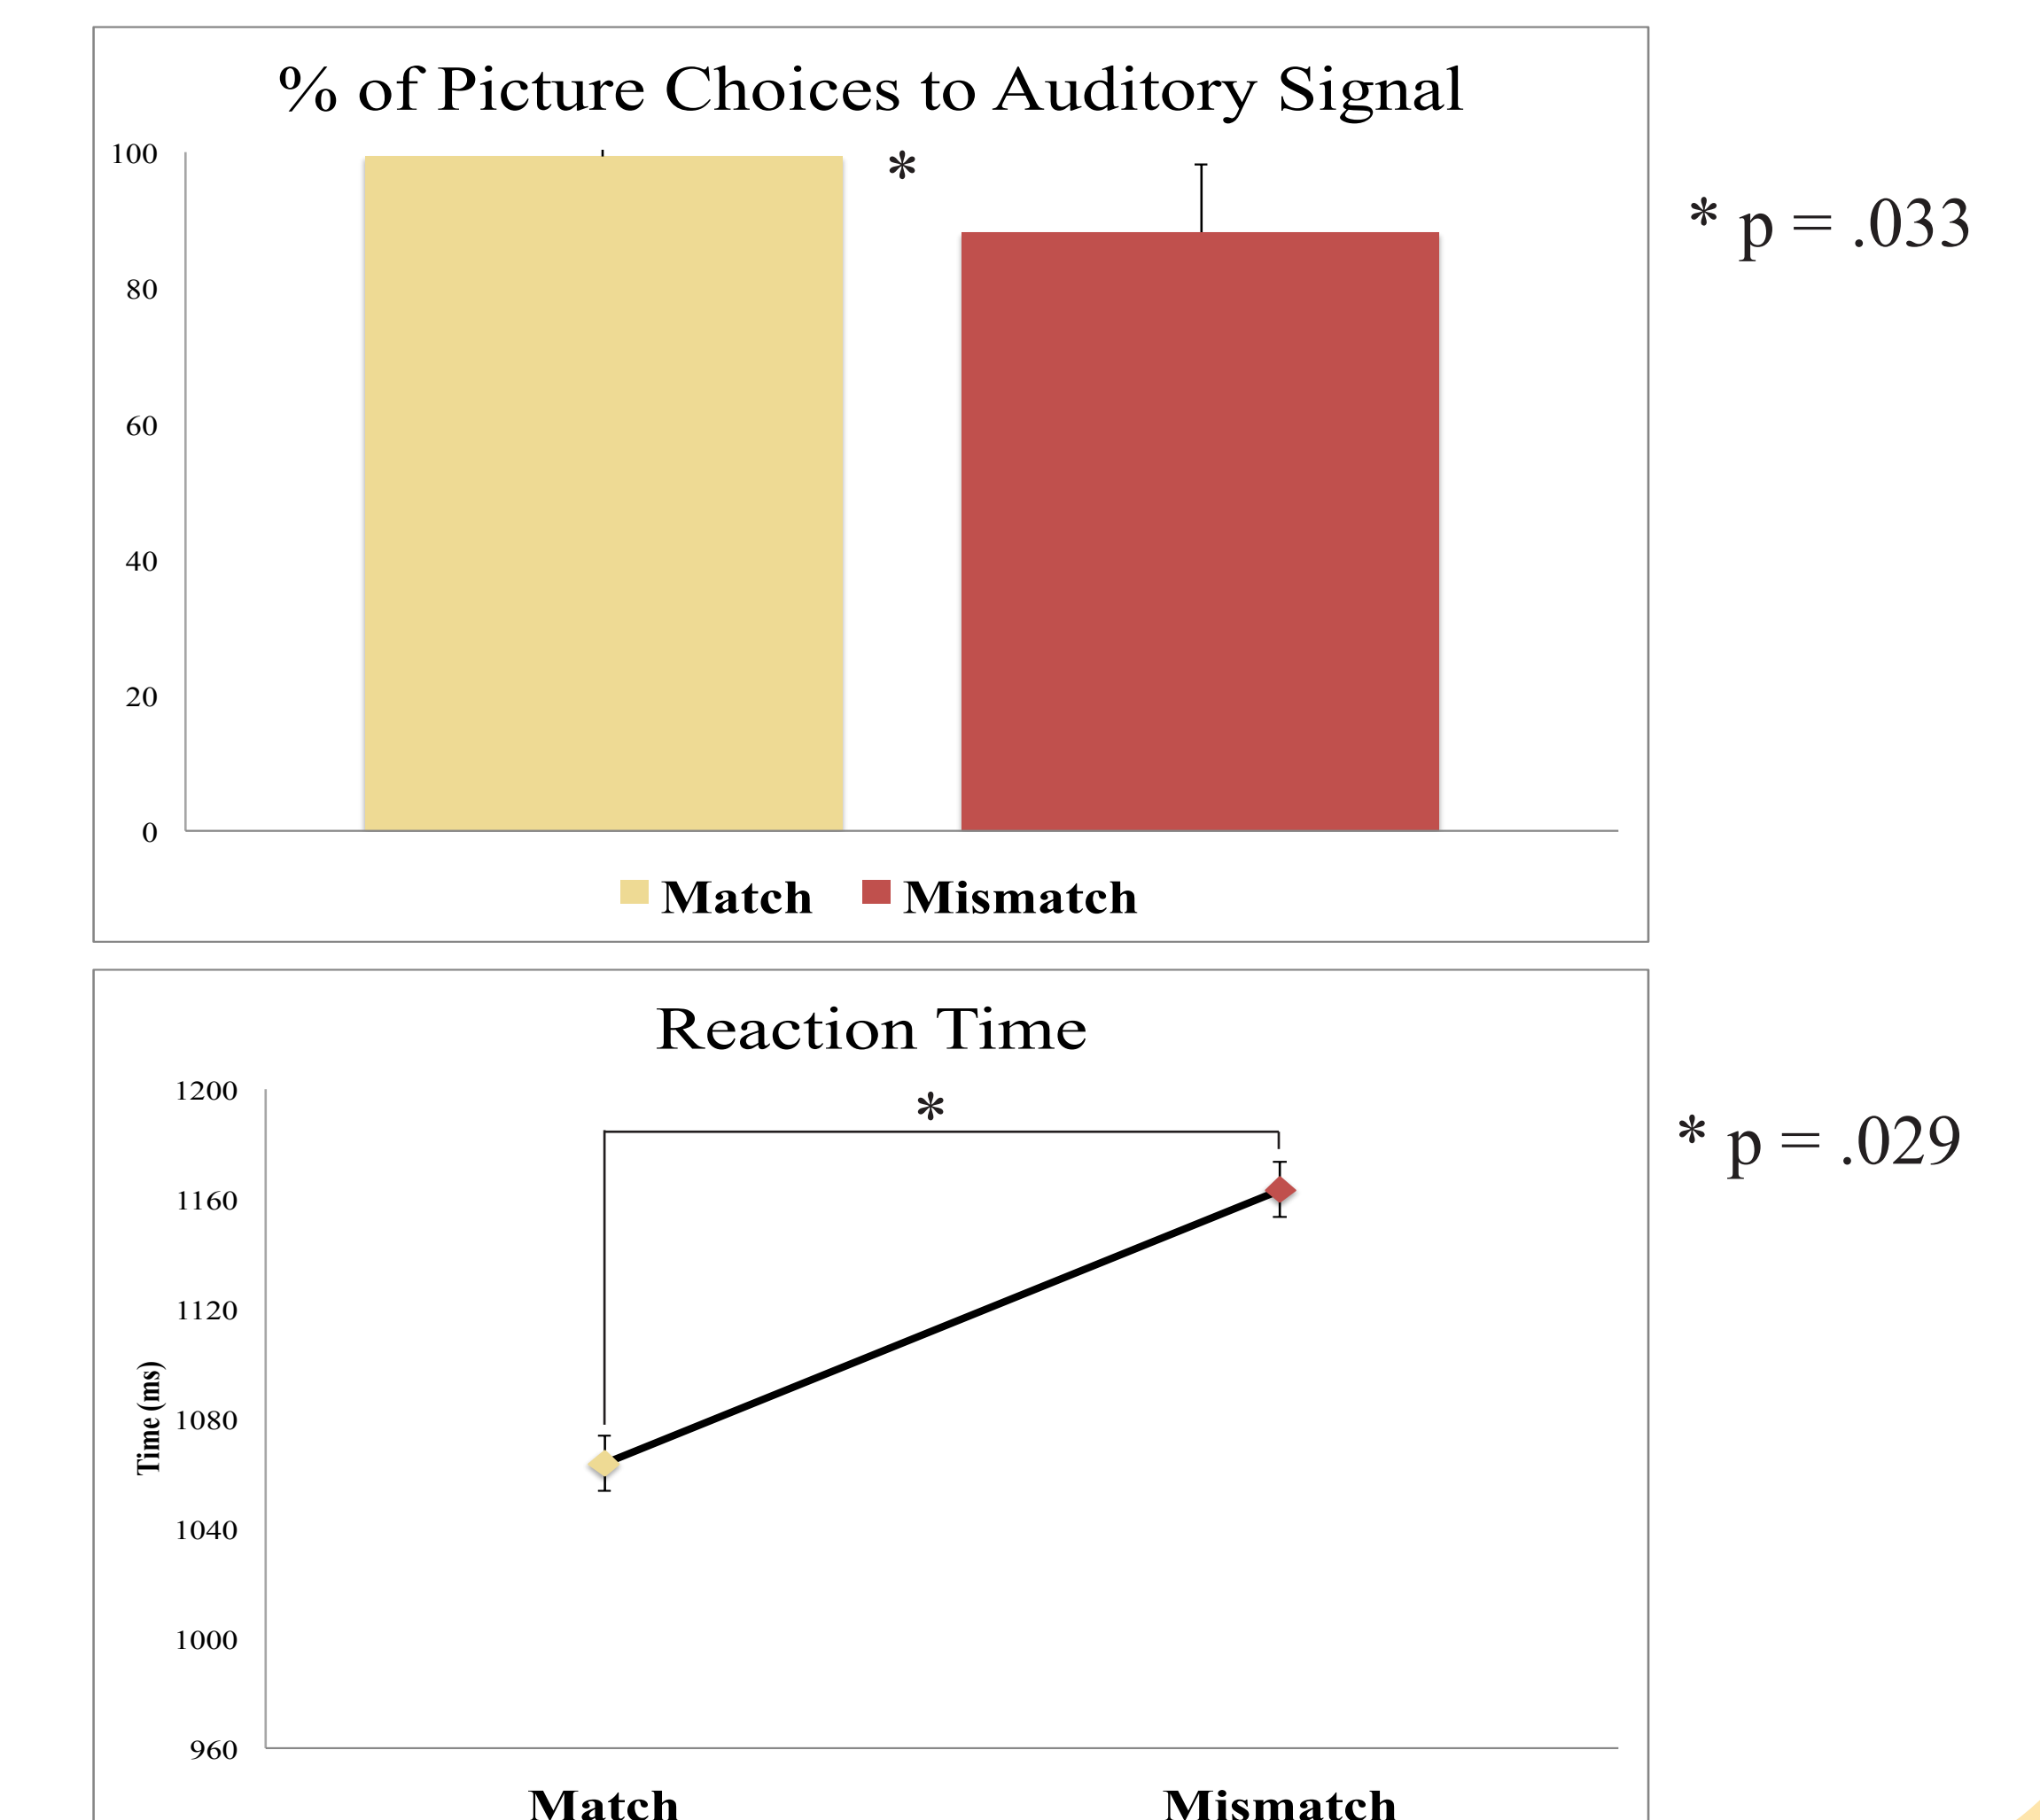 % of Picture Choices to Auditory Signal
100
*
* p = .033
80
60
40
20
0
Match Mismatch
Reaction Time
1200
*
* p = .029
1160
1120
Time (ms)
1080
1040
1000
960
Match Mismatch